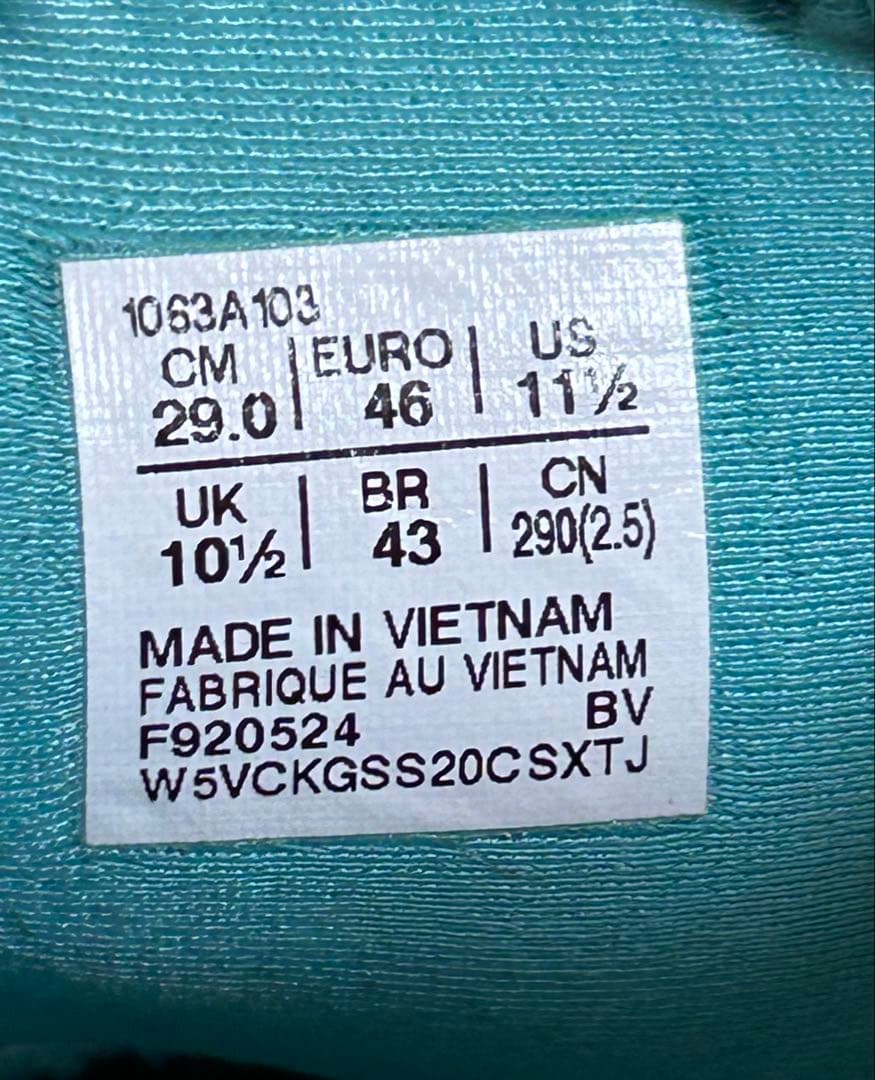 1063A103
CM | EURO | US
29.0 | 46 | 11½
UK | BR | CN
10½ | 43 | 290(2.5)
MADE IN VIETNAM
FABRIQUE AU VIETNAM
F920524 BV
W5VCKGSS20CSXTJ